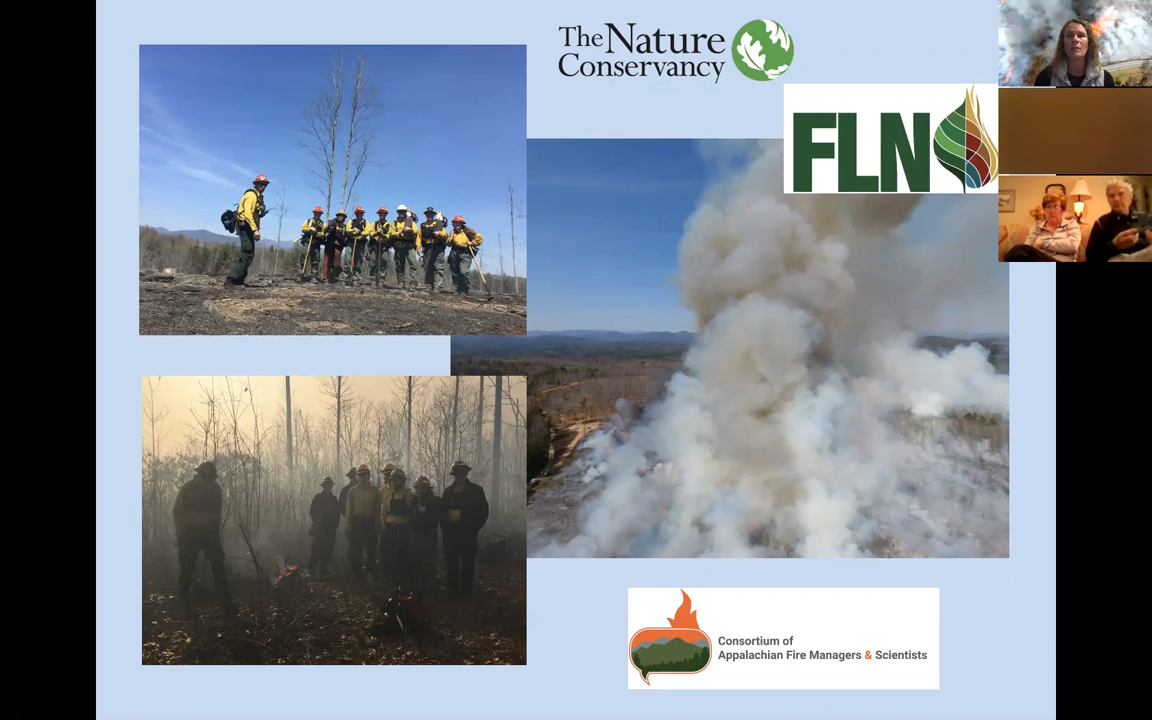 The Nature
Conservancy
FLN
Consortium of
Appalachian Fire Managers & Scientists